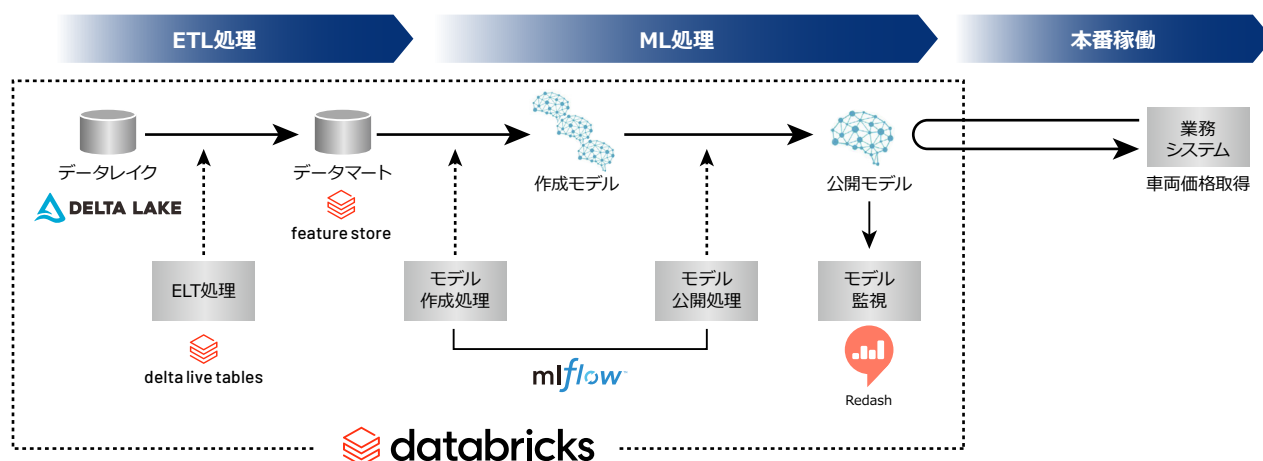 ETL処理
ML処理
本番稼働
データレイク
DELTA LAKE
データマート
feature store
作成モデル
公開モデル
業務
システム
車両価格取得
ELT処理
delta live tables
モデル
作成処理
モデル
公開処理
mlflow
モデル
監視
Redash
databricks